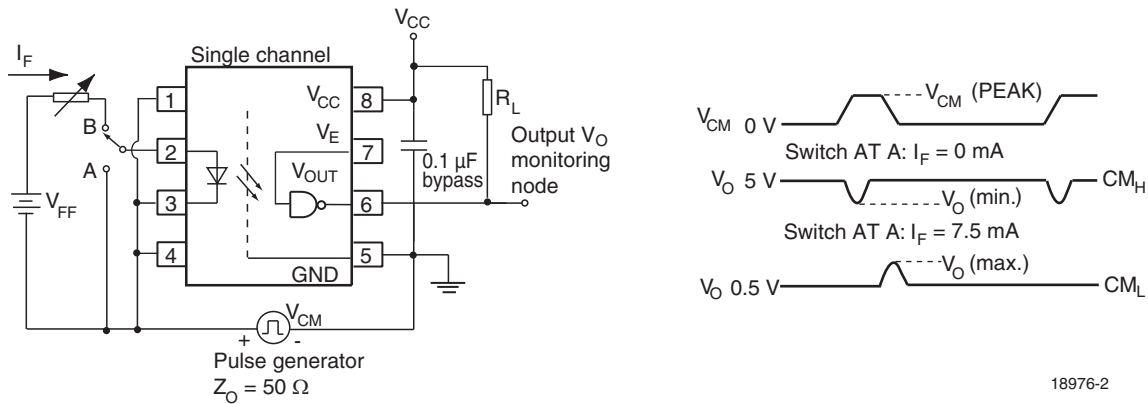 V_CC
Single channel
I_F
1
V_CC
8
R_L
B
V_E
2
7
Output V_O
monitoring
node
A
0.1 µF
bypass
V_OUT
V_FF
3
6
4
GND
5
V_CM
+
-
Pulse generator
Z_O = 50 Ω
V_CM 0 V
V_CM (PEAK)
Switch AT A: I_F = 0 mA
V_O 5 V
CM_H
V_O (min.)
Switch AT A: I_F = 7.5 mA
V_O (max.)
V_O 0.5 V
CM_L
18976-2